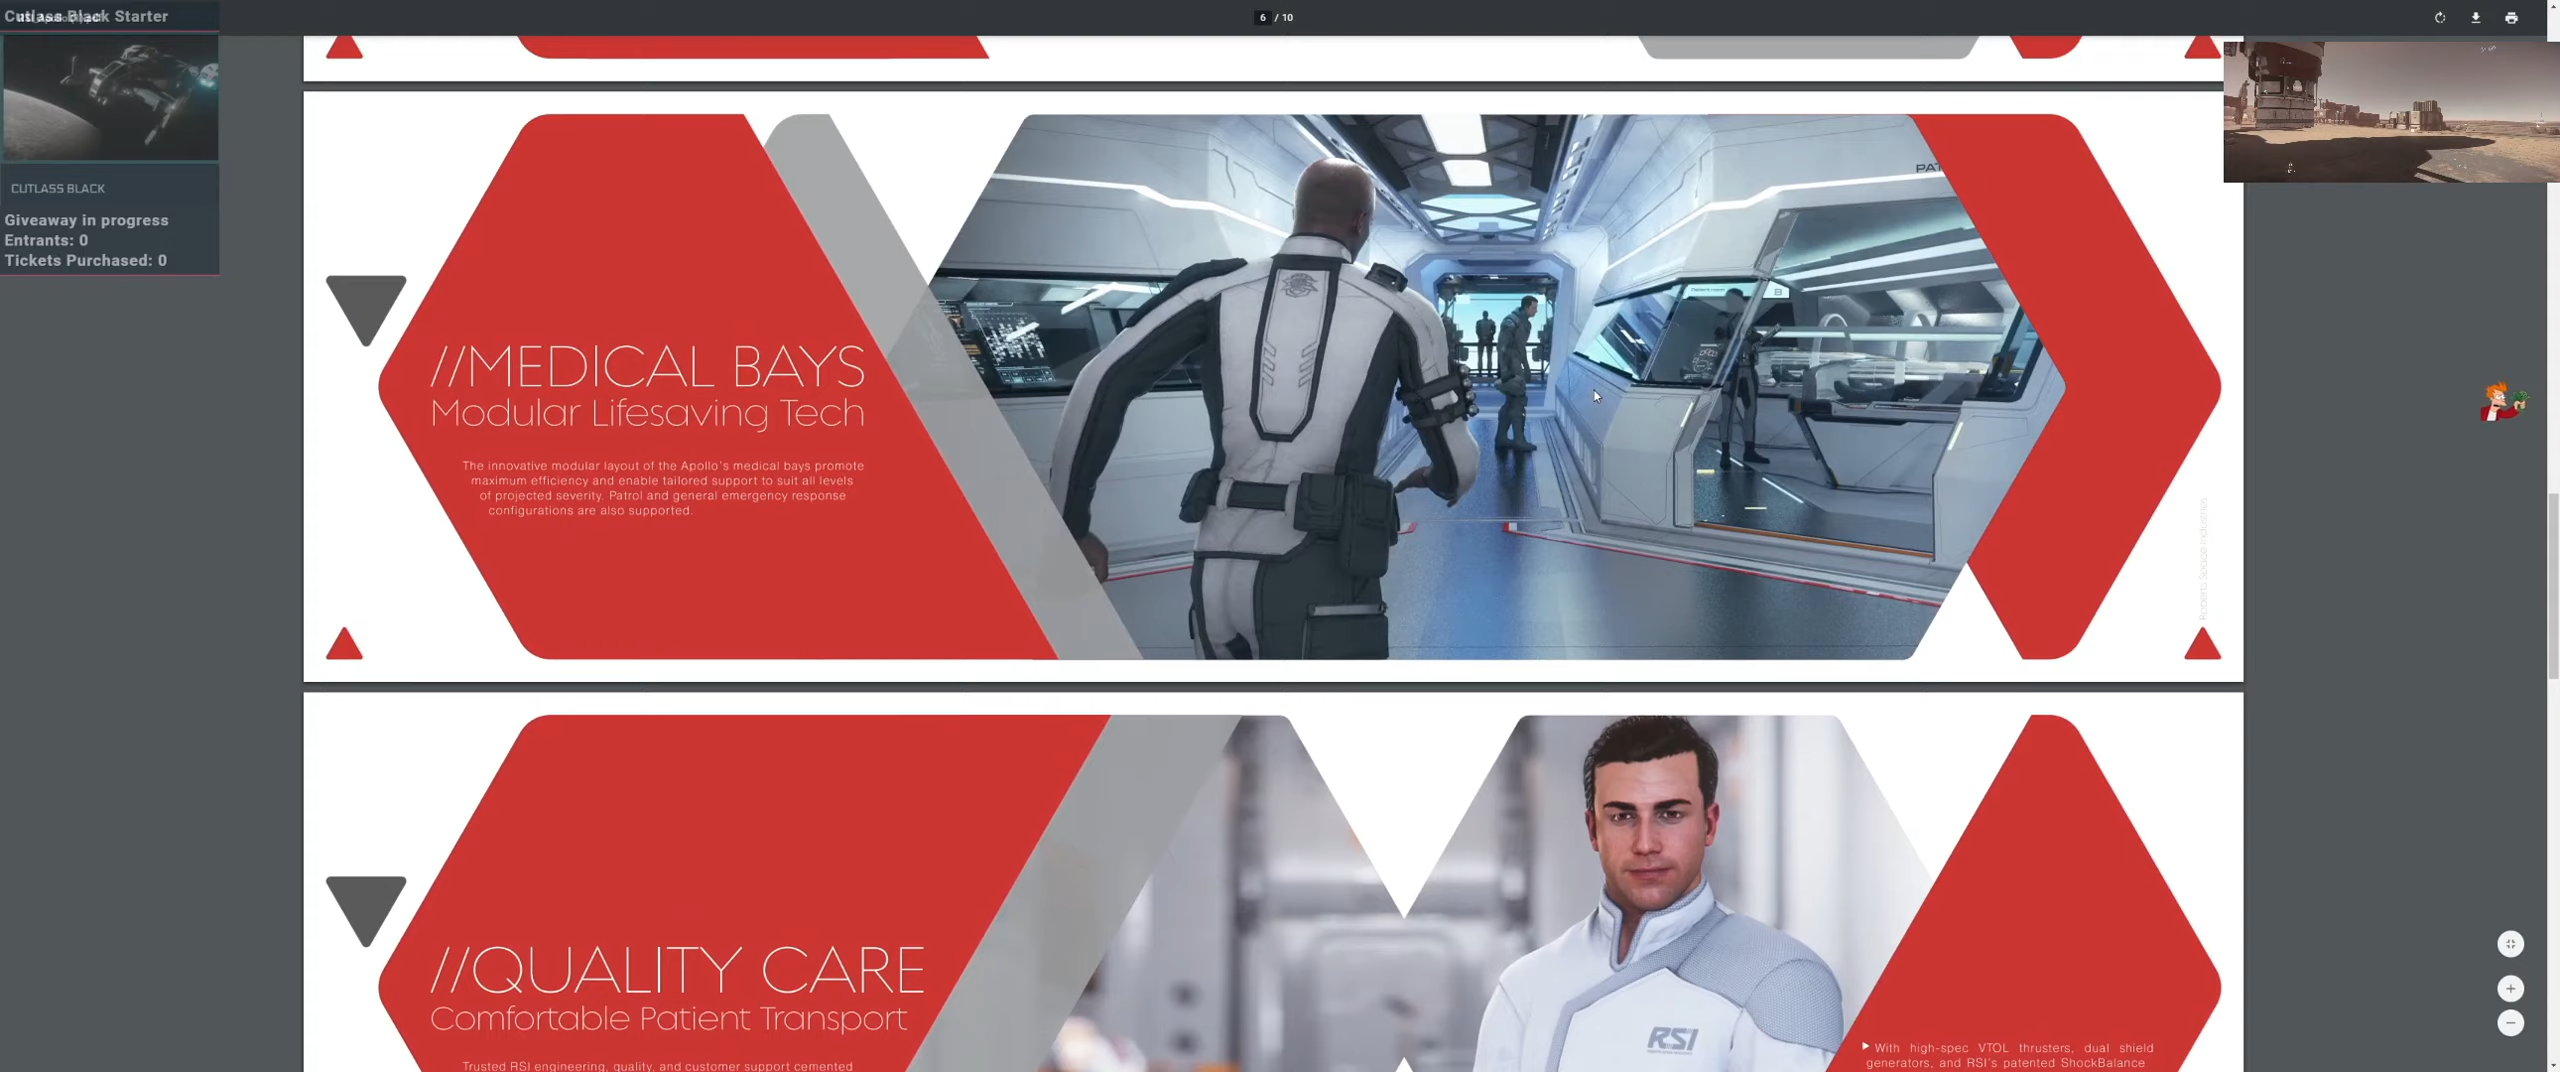 Cutlass Black Starter
6 / 10
CUTLASS BLACK
Giveaway in progress
Entrants: 0
Tickets Purchased: 0
//MEDICAL BAYS
Modular Lifesaving Tech
The innovative modular layout of the Apollo's medical bays promote
maximum efficiency and enable tailored support to suit all levels
of projected severity. Patrol and general emergency response
configurations are also supported.
PAT
Roberts Space Industries
//QUALITY CARE
Comfortable Patient Transport
Trusted RSI engineering, quality, and customer support cemented
RSI
With high-spec VTOL thrusters, dual shield
generators, and RSI's patented ShockBalance